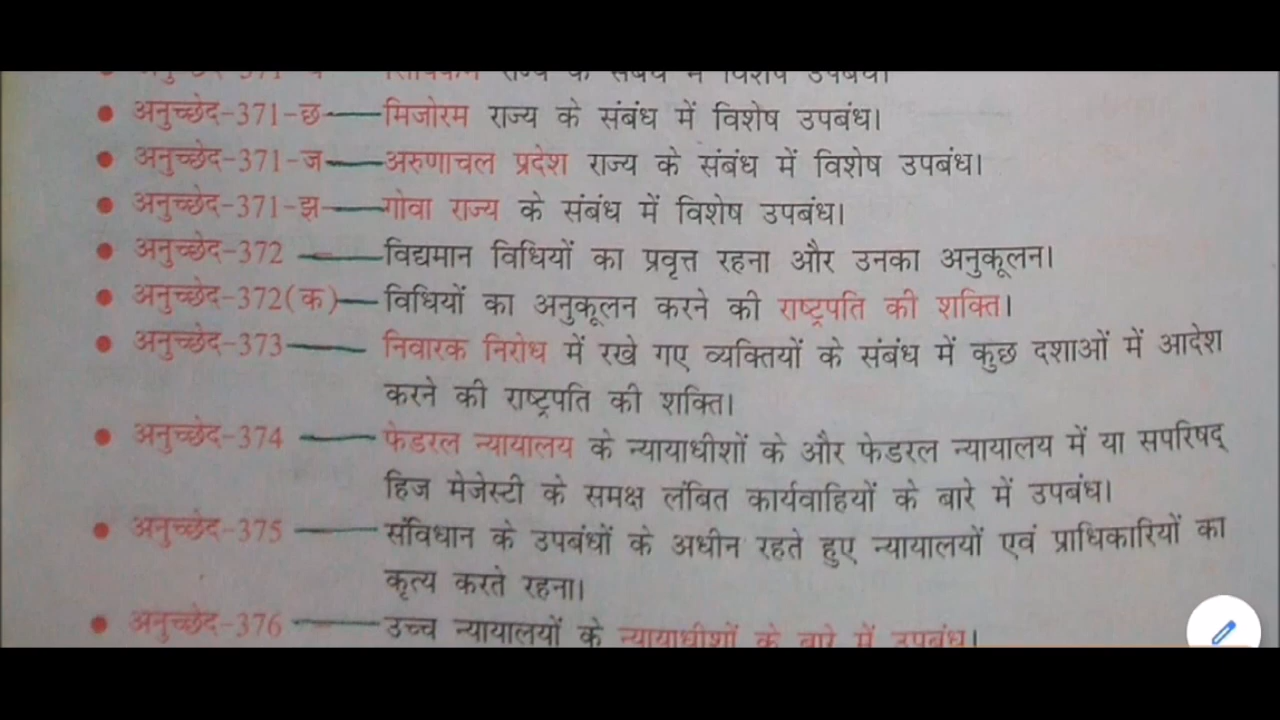 राज्य के संबंध में विशेष उपबंध।
• अनुच्छेद-371-छ — मिजोरम राज्य के संबंध में विशेष उपबंध।
• अनुच्छेद-371-ज — अरुणाचल प्रदेश राज्य के संबंध में विशेष उपबंध।
• अनुच्छेद-371-झ — गोवा राज्य के संबंध में विशेष उपबंध।
• अनुच्छेद-372 — विद्यमान विधियों का प्रवृत्त रहना और उनका अनुकूलन।
• अनुच्छेद-372(क) — विधियों का अनुकूलन करने की राष्ट्रपति की शक्ति।
• अनुच्छेद-373 — निवारक निरोध में रखे गए व्यक्तियों के संबंध में कुछ दशाओं में आदेश
करने की राष्ट्रपति की शक्ति।
• अनुच्छेद-374 — फेडरल न्यायालय के न्यायाधीशों के और फेडरल न्यायालय में या सपरिषद्
हिज मेजेस्टी के समक्ष लंबित कार्यवाहियों के बारे में उपबंध।
• अनुच्छेद-375 — संविधान के उपबंधों के अधीन रहते हुए न्यायालयों एवं प्राधिकारियों का
कृत्य करते रहना।
• अनुच्छेद-376 — उच्च न्यायालयों के न्यायाधीशों के बारे में उपबंध।